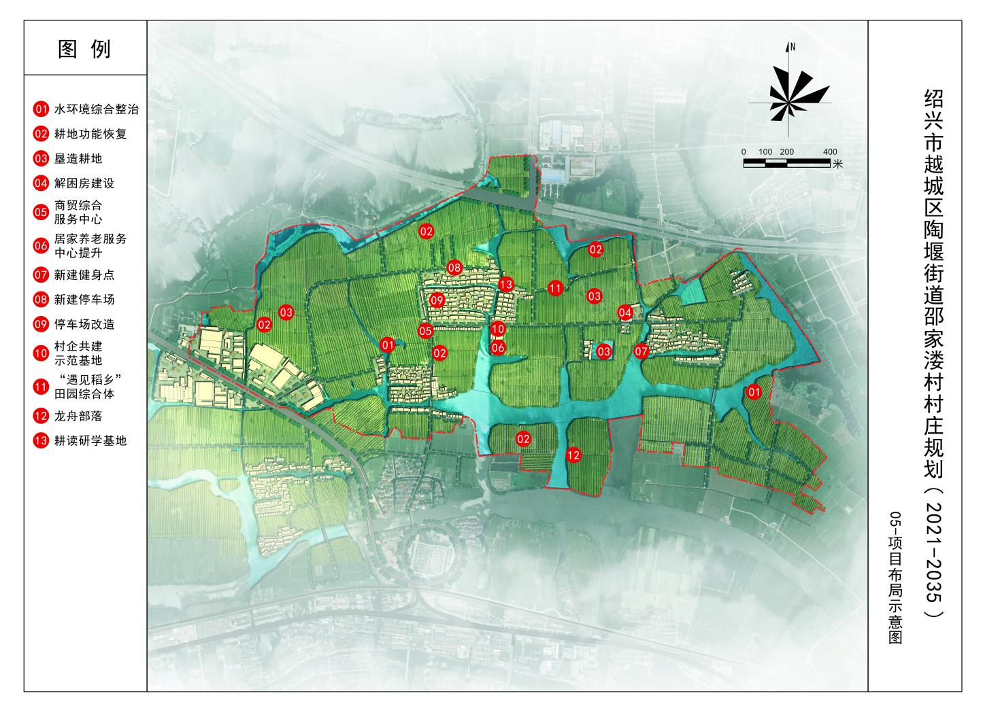 图 例
01 水环境综合整治
02 耕地功能恢复
03 垦造耕地
04 解困房建设
05 商贸综合
服务中心
06 居家养老服务
中心提升
07 新建健身点
08 新建停车场
09 停车场改造
10 村企共建
示范基地
11 “遇见稻乡”
田园综合体
12 龙舟部落
13 耕读研学基地
N
0 100 200 400
米
02
02
08
13
11
03
09
04
03
02
05
10
01
02
06
03
07
01
02
12
绍兴市越城区陶堰街道邵家溇村村庄规划（2021-2035）
05-项目布局示意图